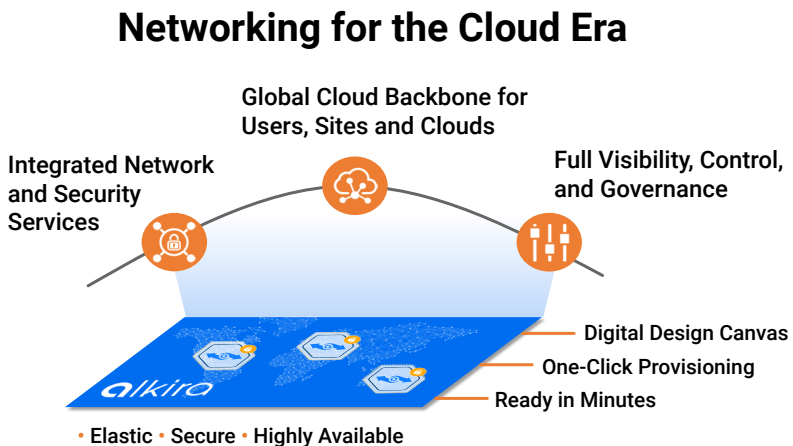 Networking for the Cloud Era
Global Cloud Backbone for
Users, Sites and Clouds
Integrated Network
and Security
Services
Full Visibility, Control,
and Governance
Digital Design Canvas
One-Click Provisioning
Ready in Minutes
alkira
• Elastic • Secure • Highly Available